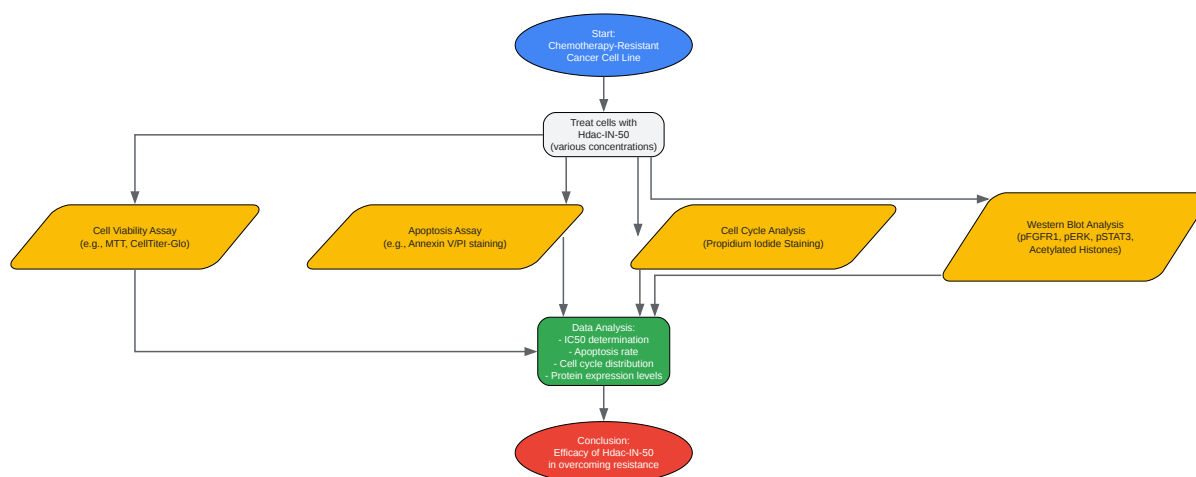 Start:
Chemotherapy-Resistant
Cancer Cell Line
Treat cells with
Hdac-IN-50
(various concentrations)
Cell Viability Assay
(e.g., MTT, CellTiter-Glo)
Apoptosis Assay
(e.g., Annexin V/PI staining)
Cell Cycle Analysis
(Propidium Iodide Staining)
Western Blot Analysis
(pFGFR1, pERK, pSTAT3,
Acetylated Histones)
Data Analysis:
- IC50 determination
- Apoptosis rate
- Cell cycle distribution
- Protein expression levels
Conclusion:
Efficacy of Hdac-IN-50
in overcoming resistance